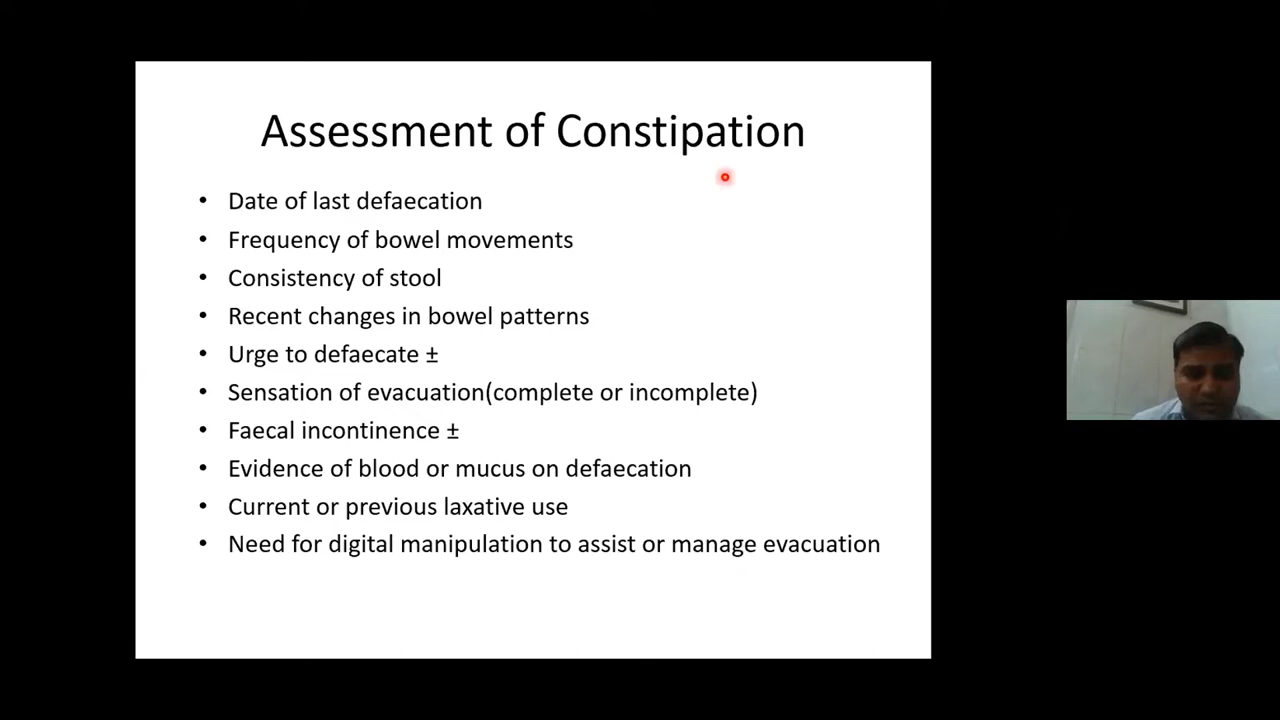 Assessment of Constipation
• Date of last defaecation
• Frequency of bowel movements
• Consistency of stool
• Recent changes in bowel patterns
• Urge to defaecate ±
• Sensation of evacuation(complete or incomplete)
• Faecal incontinence ±
• Evidence of blood or mucus on defaecation
• Current or previous laxative use
• Need for digital manipulation to assist or manage evacuation